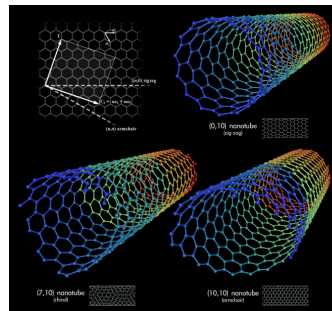 T
(n,0) zigzag
(n,n) armchair
(0,10) nanotube
(zig-zag)
(7,10) nanotube
(chiral)
(10,10) nanotube
(armchair)